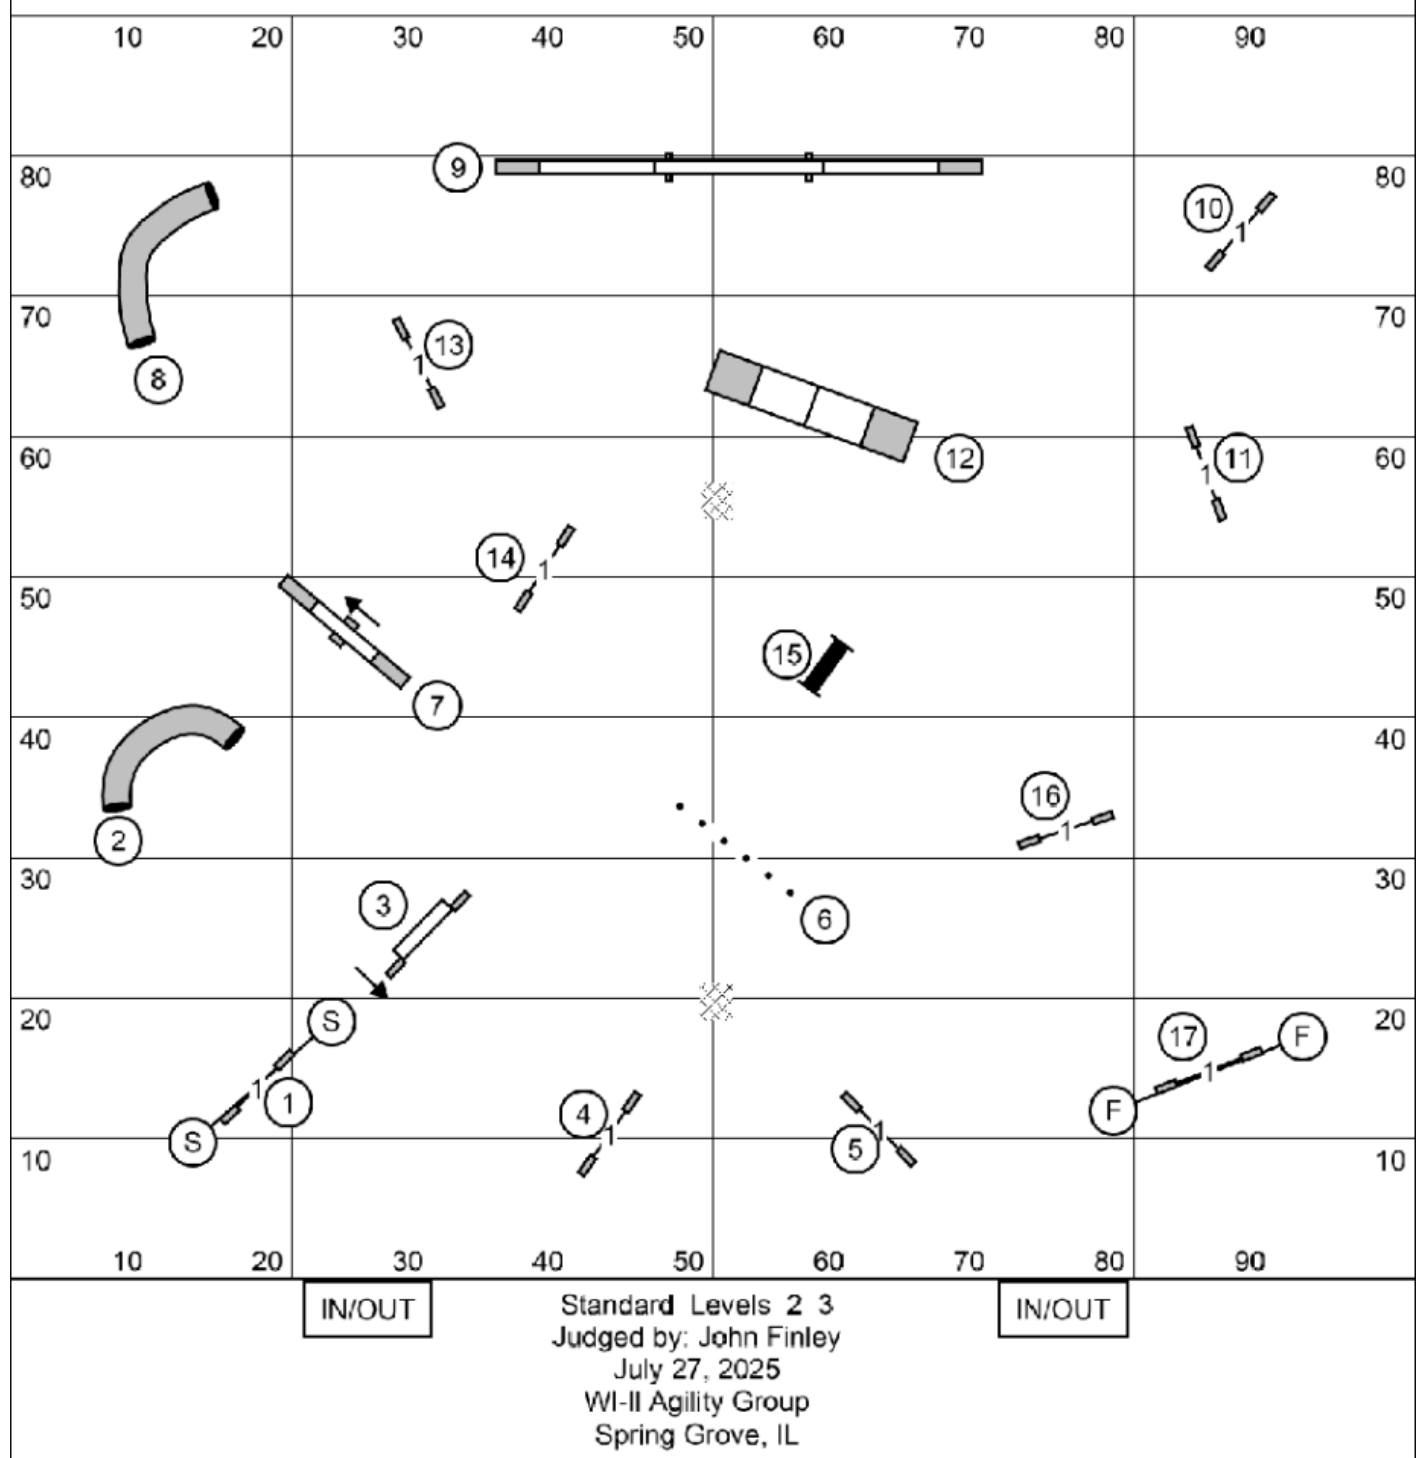 10 20 30 40 50 60 70 80 90
9
80 80
10
70 70
13
8
60 12 11 60
14
50 50
15
7
40 40
16
2
30 30
3
6
20 S 17 F 20
1
1
1 4 F
S 1 1
5
10 10
1
1
1
1
1
1
10 20 30 40 50 60 70 80 90
IN/OUT IN/OUT
Standard Levels 2 3
Judged by: John Finley
July 27, 2025
WI-Il Agility Group
Spring Grove, IL